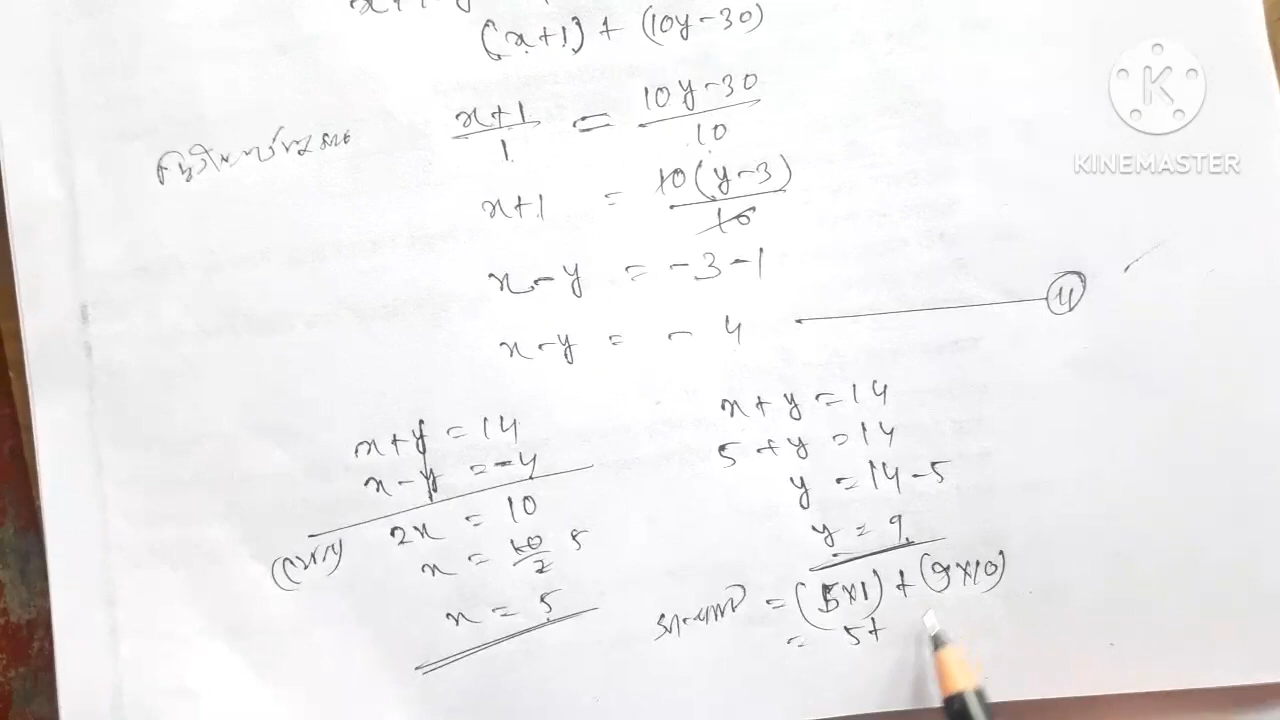 (x+1) + (10y-30)
x+1/1 = 10y-30/10
x+1 = 10(y-3)/10
x-y = -3-1
x-y = -4
x+y = 14
x-y = -4
2x = 10
x = 10/2 5
x = 5
x+y = 14
5+y = 14
y = 14-5
y = 9
= (5×1) + (9×10)
= 5+
K
KINEMASTER